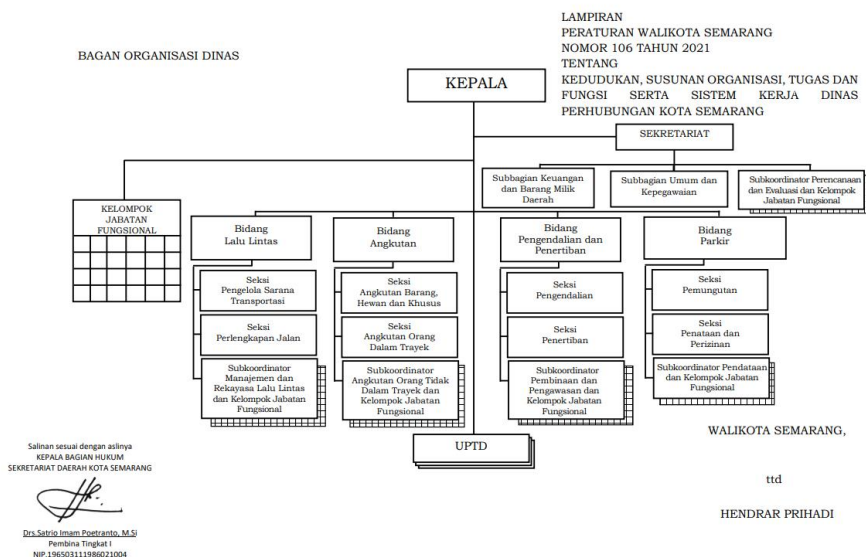 LAMPIRAN
PERATURAN WALIKOTA SEMARANG
NOMOR 106 TAHUN 2021
TENTANG
KEDUDUKAN, SUSUNAN ORGANISASI, TUGAS DAN
FUNGSI SERTA SISTEM KERJA DINAS
PERHUBUNGAN KOTA SEMARANG
BAGAN ORGANISASI DINAS
KEPALA
SEKRETARIAT
Subbagian Keuangan
dan Barang Milik
Daerah
Subbagian Umum dan
Kepegawaian
Subkoordinator Perencanaan
dan Evaluasi dan Kelompok
Jabatan Fungsional
KELOMPOK
JABATAN
FUNGSIONAL
Bidang
Lalu Lintas
Seksi
Pengelola Sarana
Transportasi
Seksi
Perlengkapan Jalan
Subkoordinator
Manajemen dan
Rekayasa Lalu Lintas
dan Kelompok Jabatan
Fungsional
Bidang
Angkutan
Seksi
Angkutan Barang,
Hewan dan Khusus
Seksi
Angkutan Orang
Dalam Trayek
Subkoordinator
Angkutan Orang Tidak
Dalam Trayek dan
Kelompok Jabatan
Fungsional
Bidang
Pengendalian dan
Penertiban
Seksi
Pengendalian
Seksi
Penertiban
Subkoordinator
Pembinaan dan
Pengawasan dan
Kelompok Jabatan
Fungsional
Bidang
Parkir
Seksi
Pemungutan
Seksi
Penataan dan
Perizinan
Subkoordinator Pendataan
dan Kelompok Jabatan
Fungsional
UPTD
WALIKOTA SEMARANG,
ttd
HENDRAR PRIHADI
Salinan sesuai dengan aslinya
KEPALA BAGIAN HUKUM
SEKRETARIAT DAERAH KOTA SEMARANG
Drs.Satrio Imam Poetranto, M.Si
Pembina Tingkat I
NIP.196503111986021004